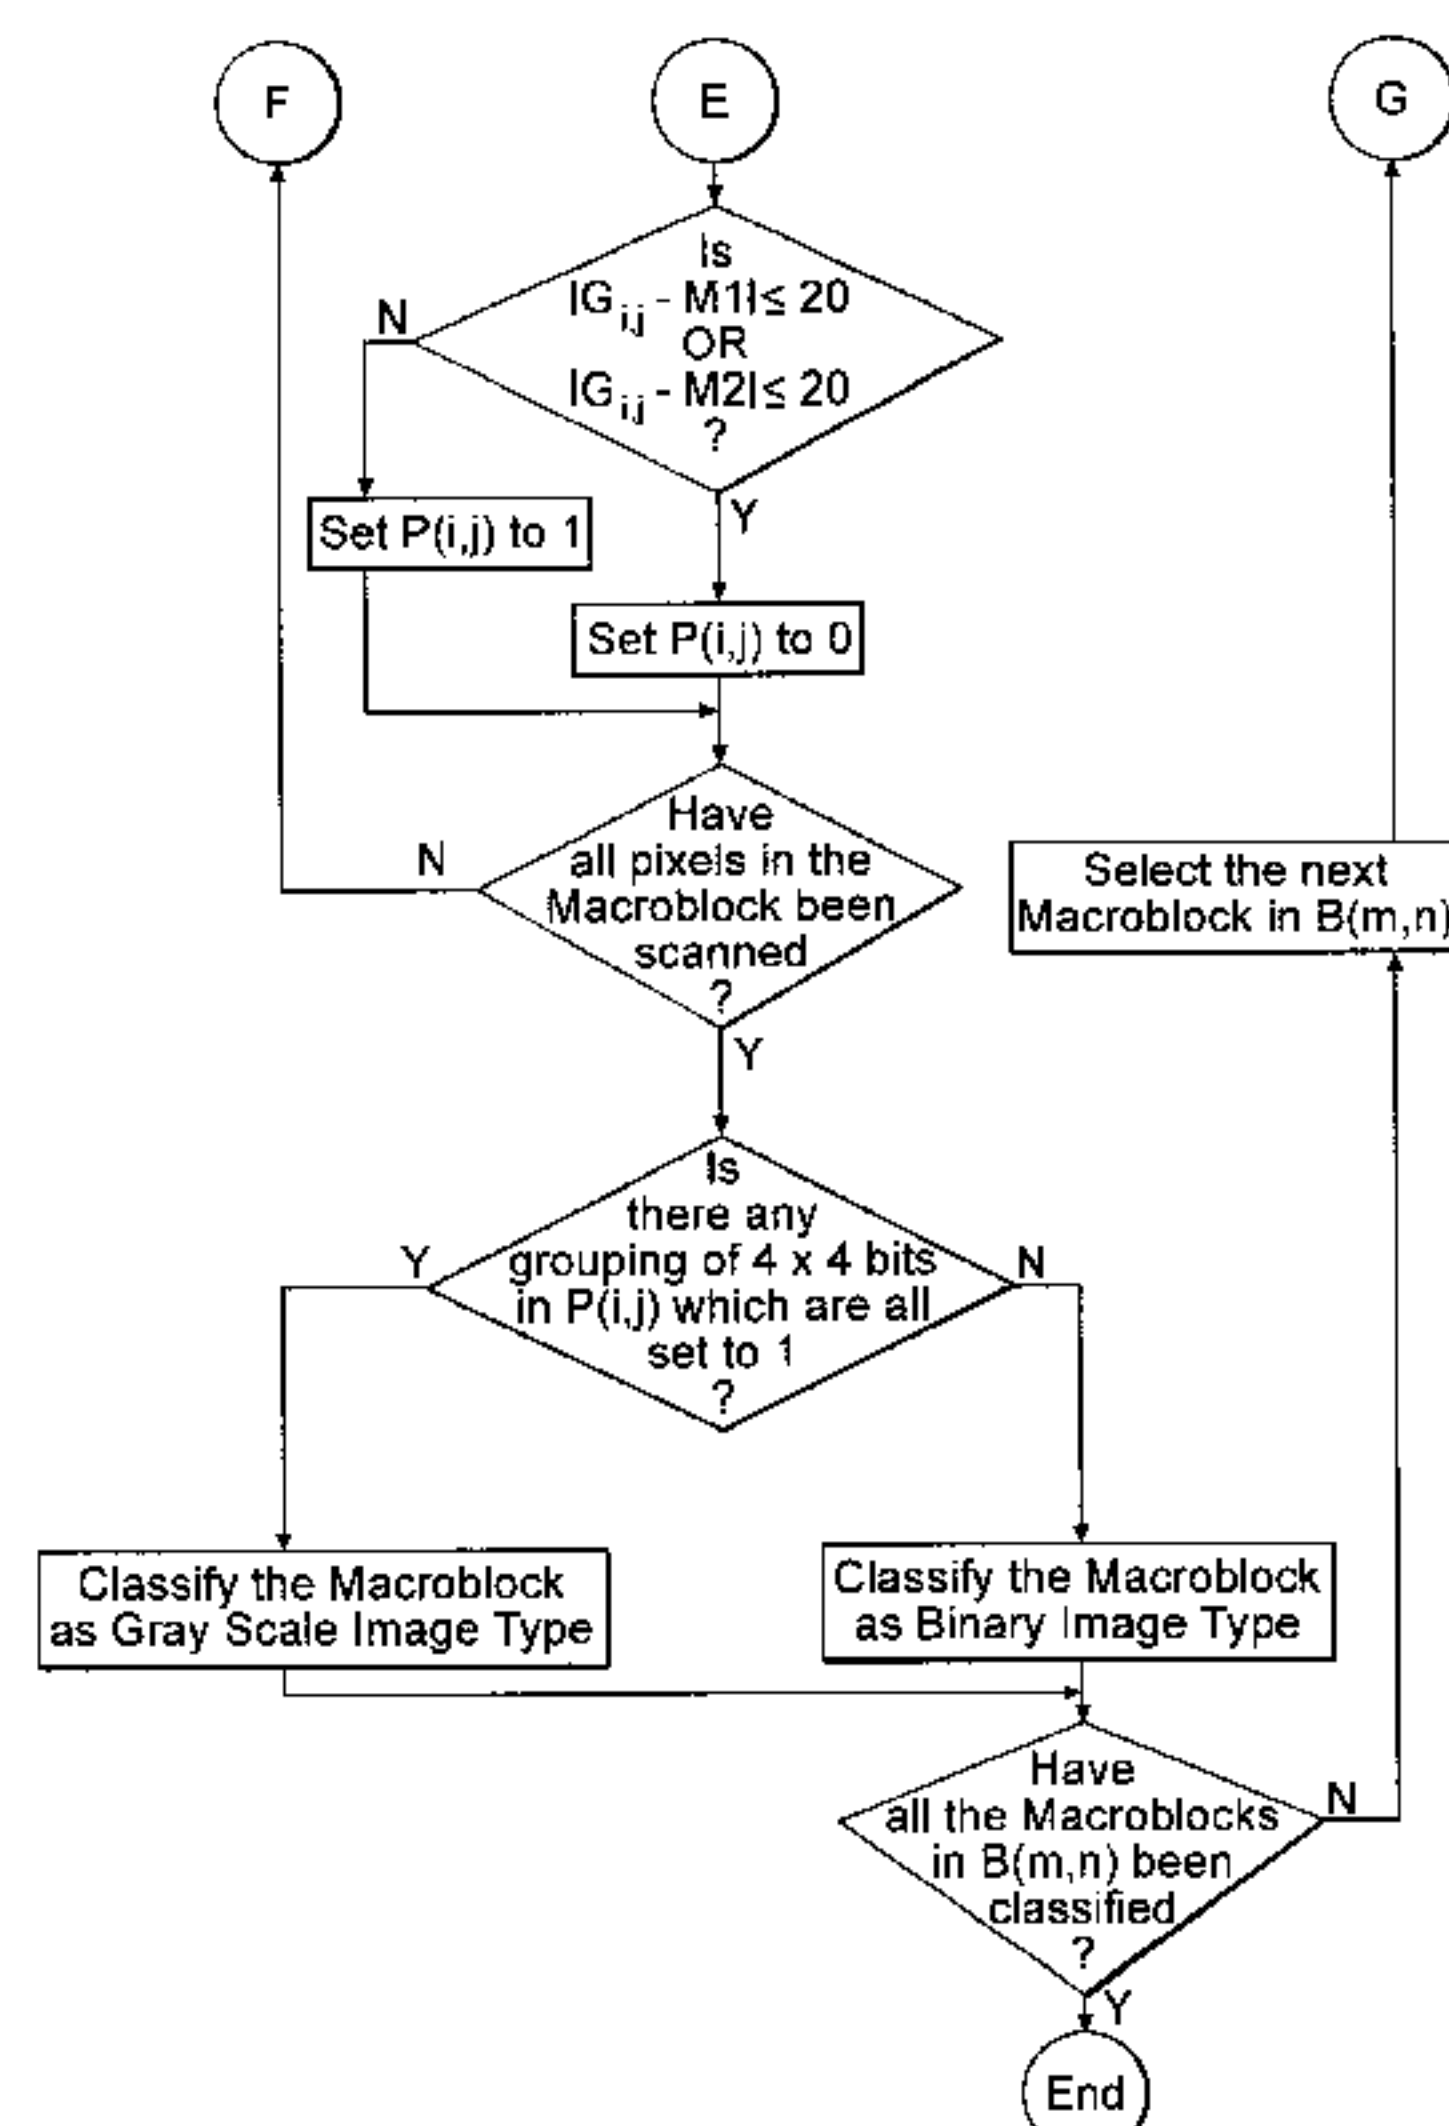 F
E
G
Is
|G i,j - M1| ≤ 20
OR
|G i,j - M2| ≤ 20
?
N
Y
Set P(i,j) to 1
Set P(i,j) to 0
Have
all pixels in the
Macroblock been
scanned
?
N
Y
Select the next
Macroblock in B(m,n)
Is
there any
grouping of 4 x 4 bits
in P(i,j) which are all
set to 1
?
Y
N
Classify the Macroblock
as Gray Scale Image Type
Classify the Macroblock
as Binary Image Type
Have
all the Macroblocks
in B(m,n) been
classified
?
N
Y
End